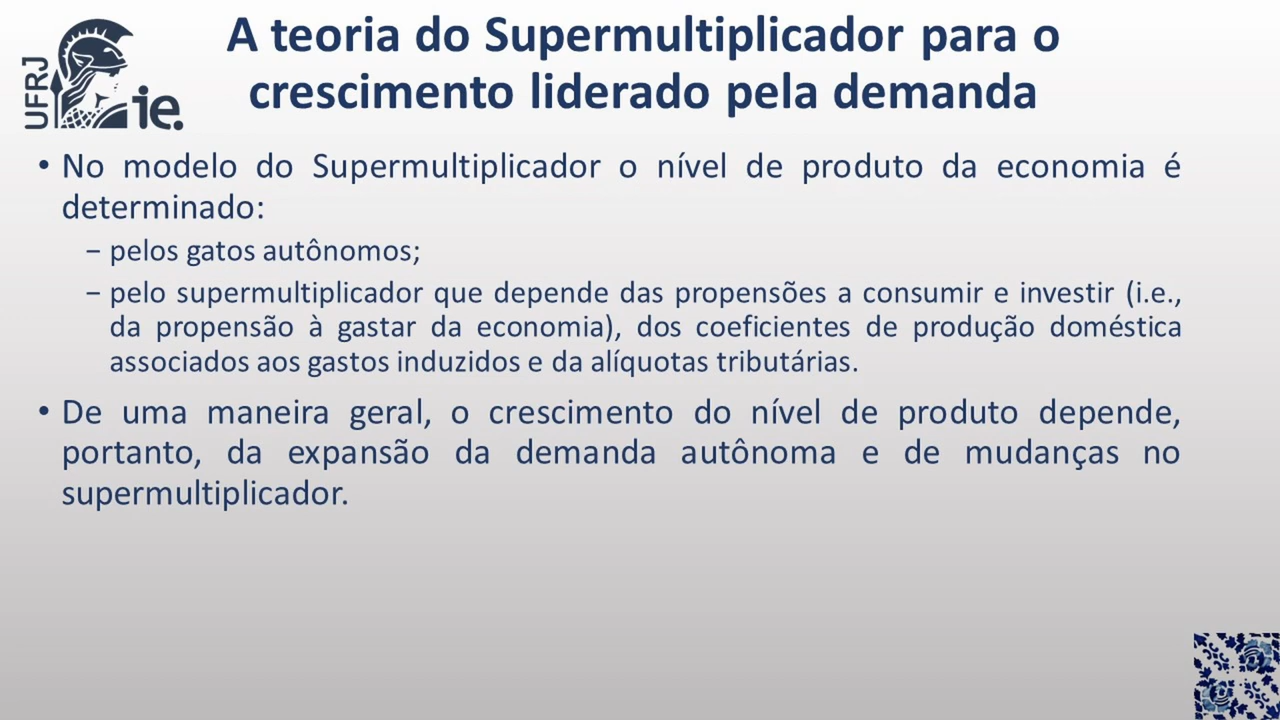 A teoria do Supermultiplicador para o
crescimento liderado pela demanda
UFRJ
ie.
• No modelo do Supermultiplicador o nível de produto da economia é
determinado:
− pelos gatos autônomos;
− pelo supermultiplicador que depende das propensões a consumir e investir (i.e.,
da propensão à gastar da economia), dos coeficientes de produção doméstica
associados aos gastos induzidos e da alíquotas tributárias.
• De uma maneira geral, o crescimento do nível de produto depende,
portanto, da expansão da demanda autônoma e de mudanças no
supermultiplicador.